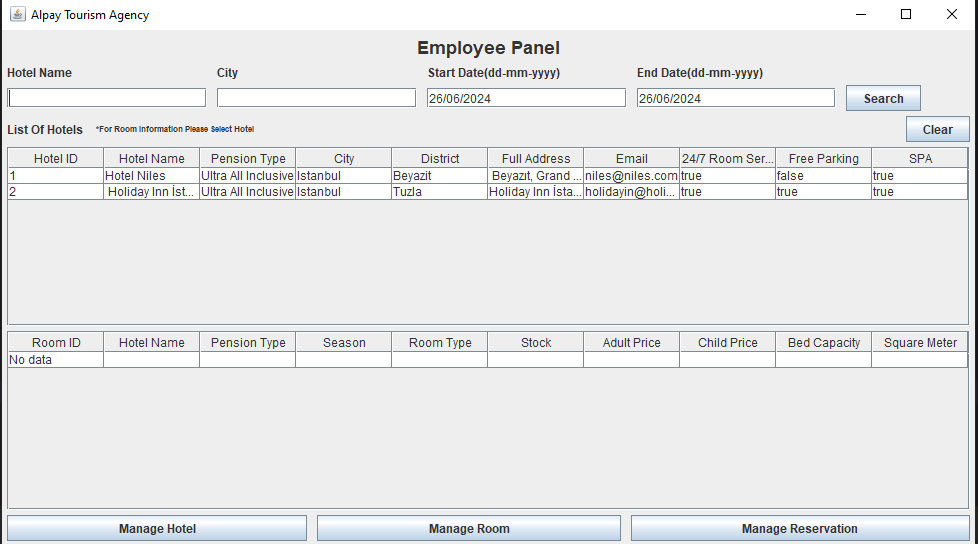 Alpay Tourism Agency
Employee Panel
Hotel Name City Start Date(dd-mm-yyyy) End Date(dd-mm-yyyy)
26/06/2024 26/06/2024 Search
List Of Hotels *For Room Information Please Select Hotel Clear
Hotel ID Hotel Name Pension Type City District Full Address Email 24/7 Room Ser... Free Parking SPA
1 Hotel Niles Ultra All Inclusive Istanbul Beyazit Beyazıt, Grand ... niles@niles.com true false true
2 Holiday Inn İst... Ultra All Inclusive Istanbul Tuzla Holiday Inn İsta... holidayin@holi... true true true
Room ID Hotel Name Pension Type Season Room Type Stock Adult Price Child Price Bed Capacity Square Meter
No data
Manage Hotel Manage Room Manage Reservation